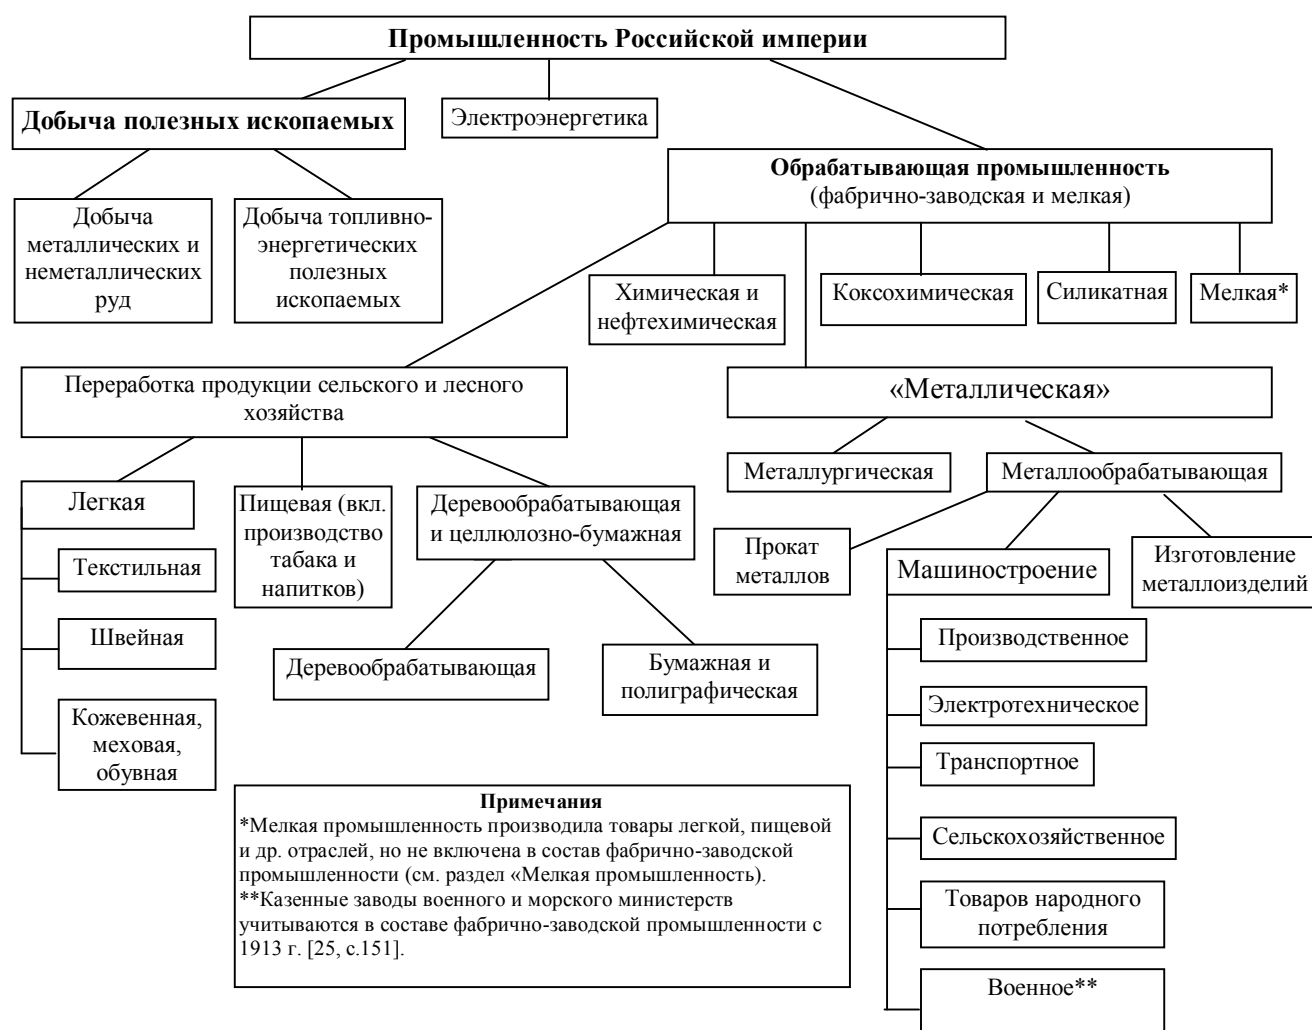 Промышленность Российской империи
Добыча полезных ископаемых
Электроэнергетика
Обрабатывающая промышленность
(фабрично-заводская и мелкая)
Добыча
металлических и
неметаллических
руд
Добыча топливно-
энергетических
полезных
ископаемых
Химическая и
нефтехимическая
Коксохимическая
Силикатная
Мелкая*
Переработка продукции сельского и лесного
хозяйства
«Металлическая»
Металлургическая
Металлообрабатывающая
Легкая
Пищевая (вкл.
производство
табака и
напитков)
Деревообрабатывающая
и целлюлозно-бумажная
Прокат
металлов
Машиностроение
Изготовление
металлоизделий
Текстильная
Швейная
Кожевенная,
меховая,
обувная
Деревообрабатывающая
Бумажная и
полиграфическая
Производственное
Электротехническое
Транспортное
Сельскохозяйственное
Товаров народного
потребления
Военное**
Примечания
*Мелкая промышленность производила товары легкой, пищевой
и др. отраслей, но не включена в состав фабрично-заводской
промышленности (см. раздел «Мелкая промышленность).
**Казенные заводы военного и морского министерств
учитываются в составе фабрично-заводской промышленности с
1913 г. [25, с.151].